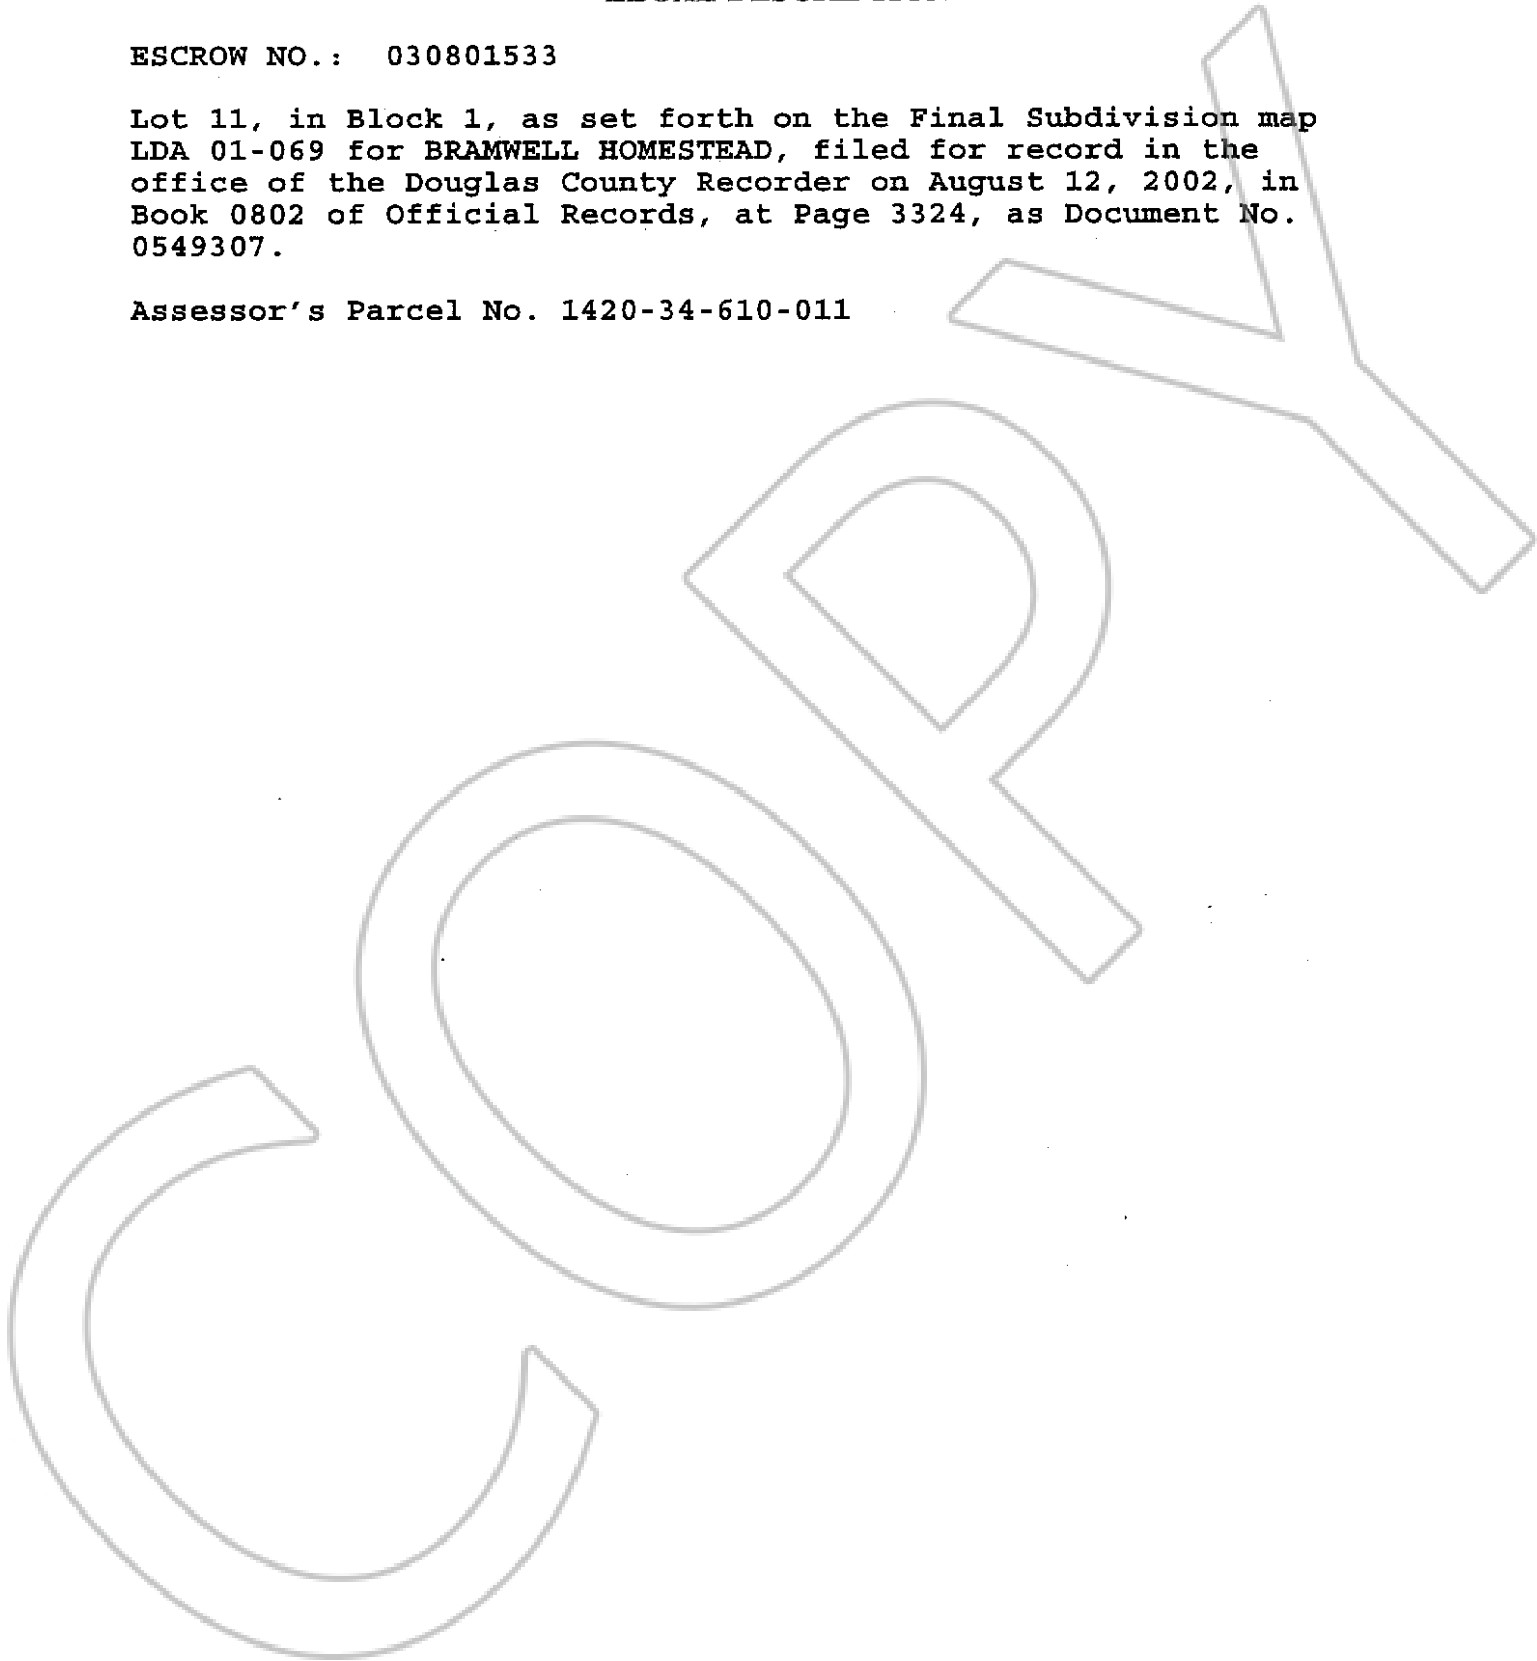 ESCROW NO.: 030801533
Lot 11, in Block 1, as set forth on the Final Subdivision map
LDA 01-069 for BRAMWELL HOMESTEAD, filed for record in the
office of the Douglas County Recorder on August 12, 2002, in
Book 0802 of Official Records, at Page 3324, as Document No.
0549307.
Assessor's Parcel No. 1420-34-610-011
COPY